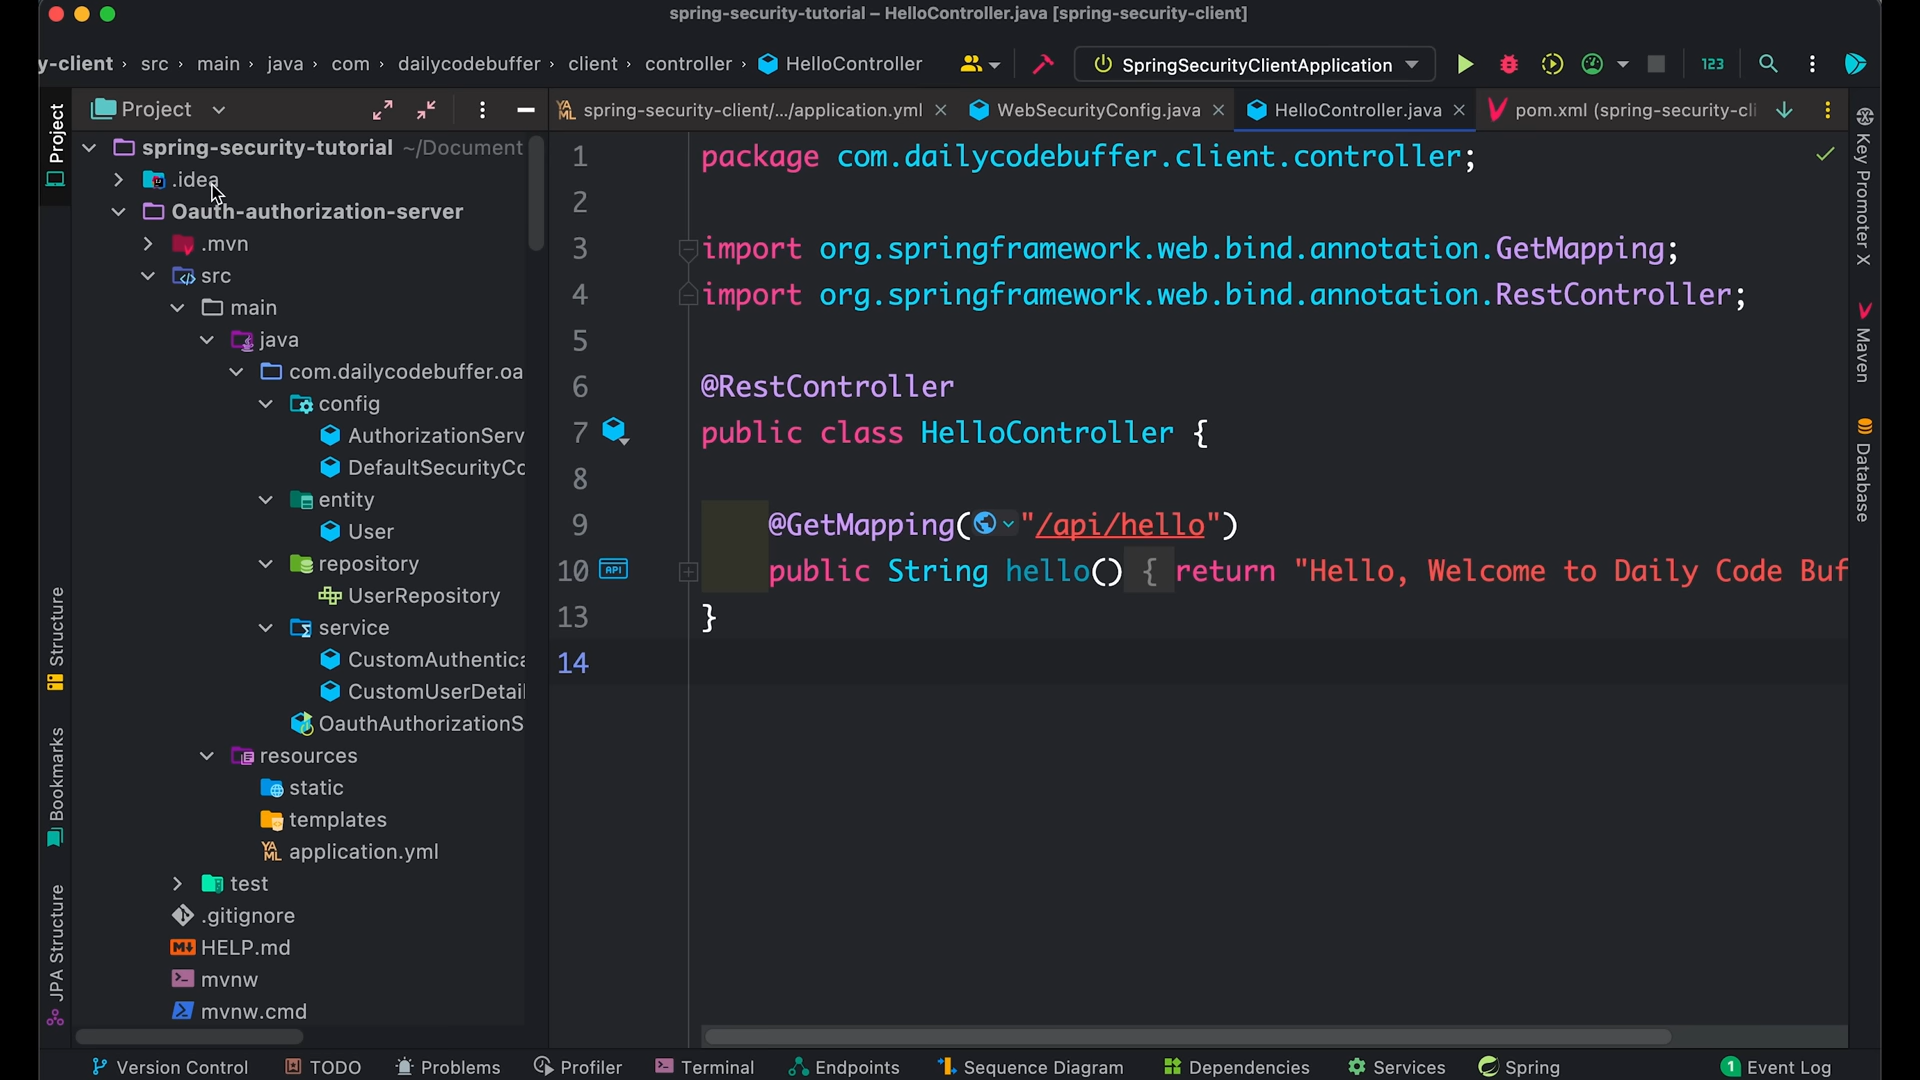 spring-security-tutorial – HelloController.java [spring-security-client]
y-client › src › main › java › com › dailycodebuffer › client › controller › HelloController
SpringSecurityClientApplication
123
Project
spring-security-client/.../application.yml
WebSecurityConfig.java
HelloController.java
pom.xml (spring-security-cli
Project
Structure
Bookmarks
JPA Structure
spring-security-tutorial ~/Document
.idea
Oauth-authorization-server
.mvn
src
main
java
com.dailycodebuffer.oa
config
AuthorizationServ
DefaultSecurityCo
entity
User
repository
UserRepository
service
CustomAuthentica
CustomUserDetail
OauthAuthorizationS
resources
static
templates
YAML application.yml
test
.gitignore
HELP.md
mvnw
mvnw.cmd
1 package com.dailycodebuffer.client.controller;
2
3 import org.springframework.web.bind.annotation.GetMapping;
4 import org.springframework.web.bind.annotation.RestController;
5
6 @RestController
7 public class HelloController {
8
9 @GetMapping("/api/hello")
10 API public String hello() { return "Hello, Welcome to Daily Code Buf
13 }
14
Key Promoter X
Maven
Database
Version Control
TODO
Problems
Profiler
Terminal
Endpoints
Sequence Diagram
Dependencies
Services
Spring
1 Event Log